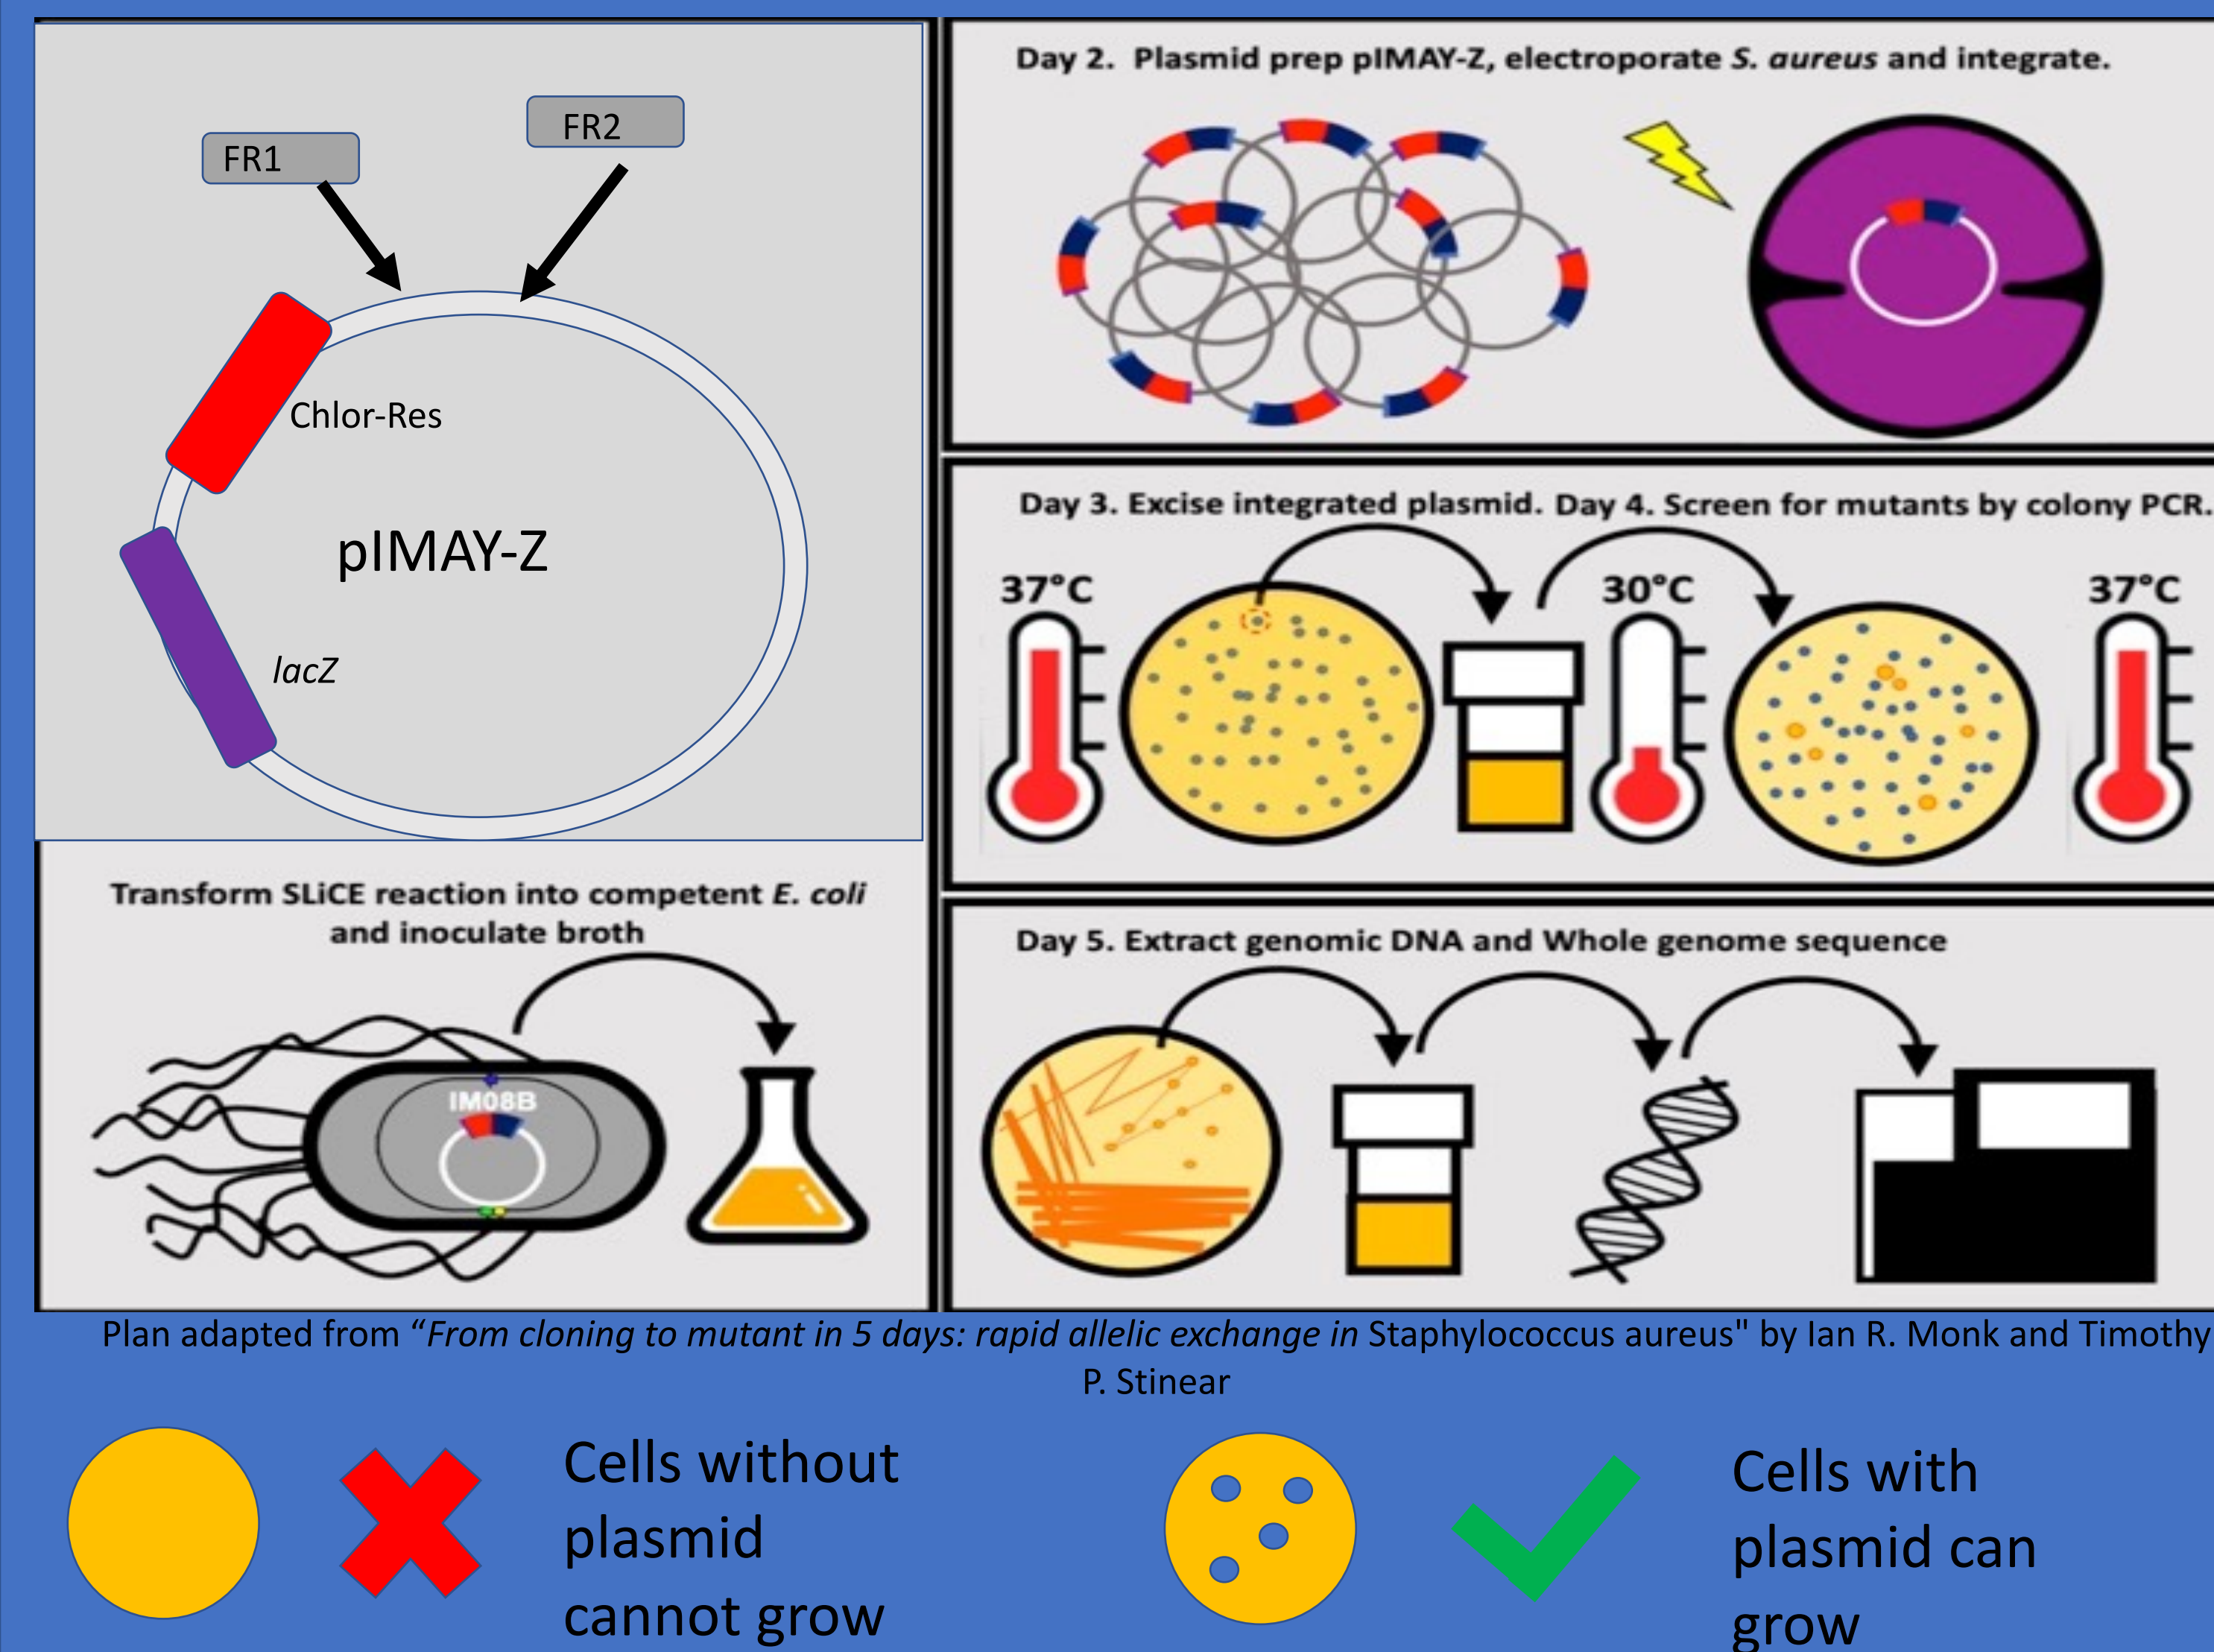 FR1
FR2
Chlor-Res
pIMAY-Z
lacZ
Transform SLiCE reaction into competent E. coli
and inoculate broth
IM08B
Day 2. Plasmid prep pIMAY-Z, electroporate S. aureus and integrate.
Day 3. Excise integrated plasmid. Day 4. Screen for mutants by colony PCR.
37°C
30°C
37°C
Day 5. Extract genomic DNA and Whole genome sequence
Plan adapted from “From cloning to mutant in 5 days: rapid allelic exchange in Staphylococcus aureus" by Ian R. Monk and Timothy
P. Stinear
Cells without
plasmid
cannot grow
Cells with
plasmid can
grow